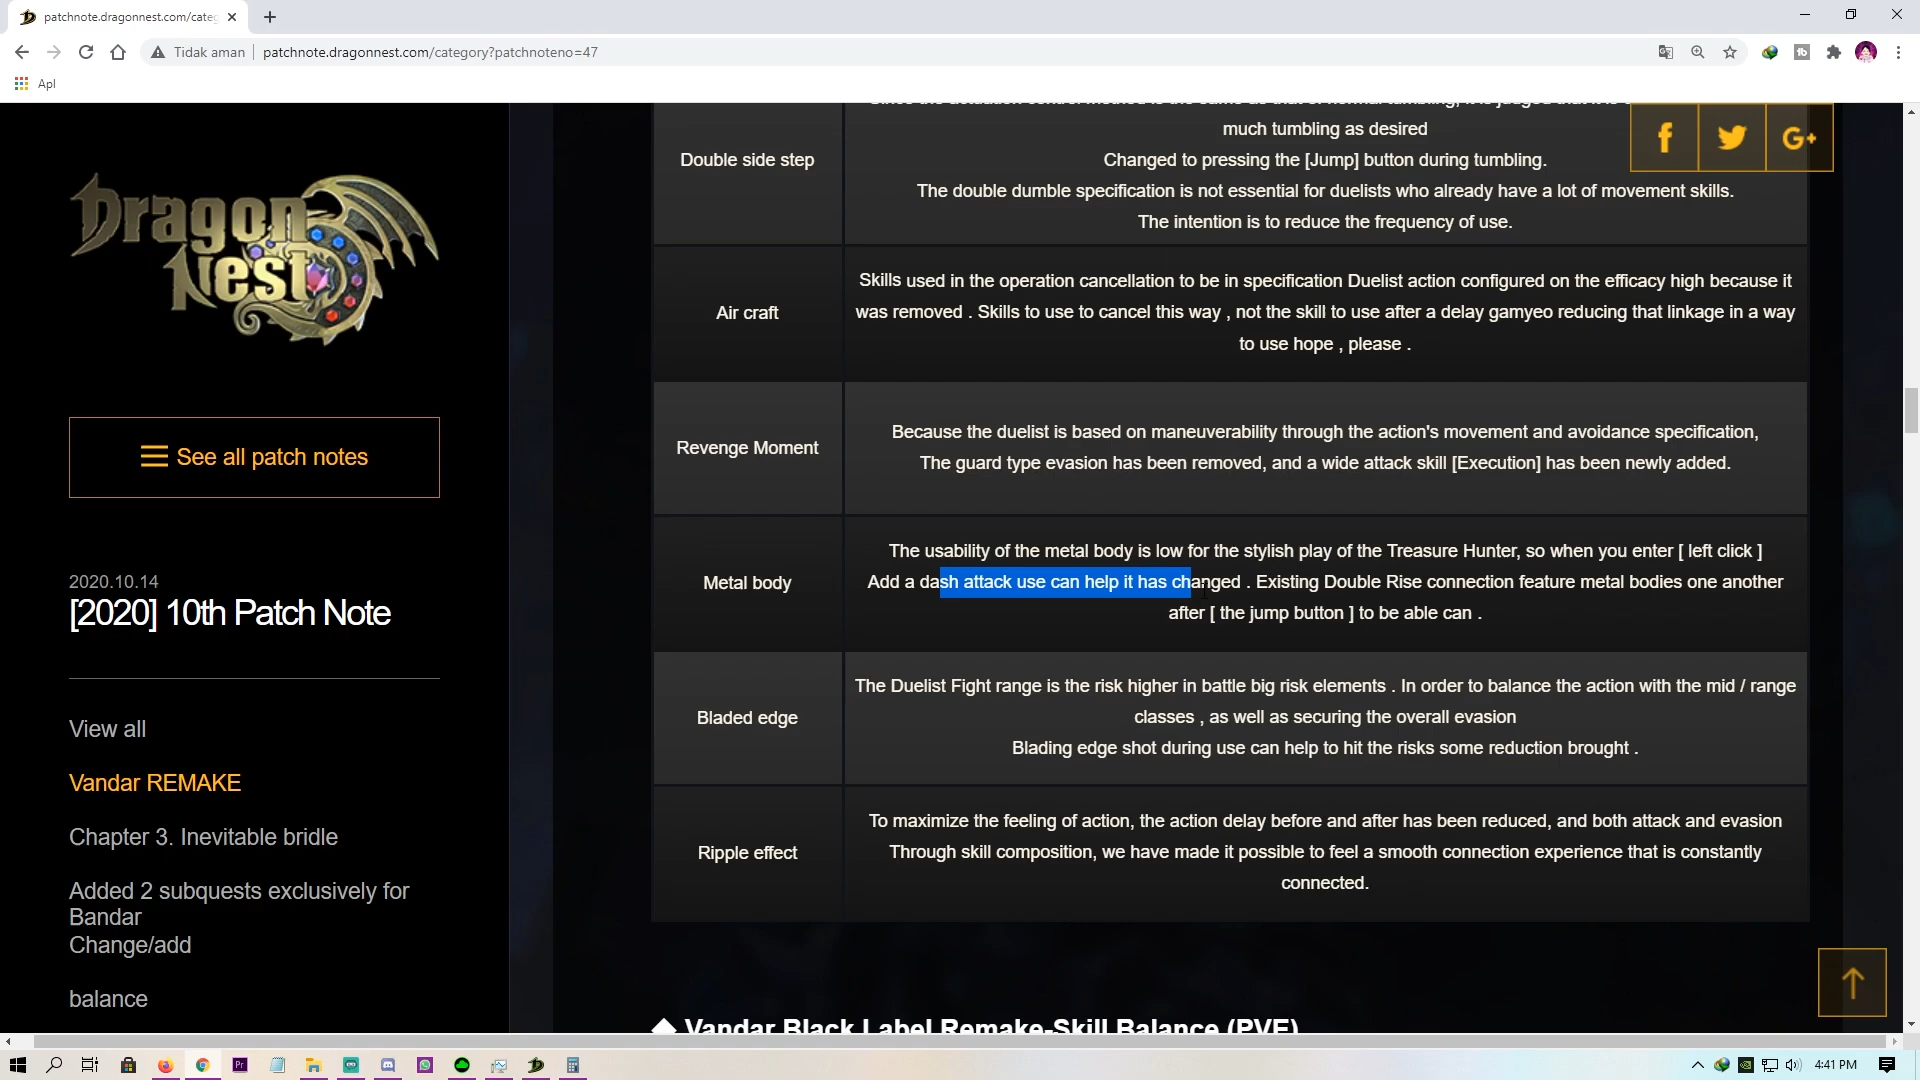 patchnote.dragonnest.com/categ
Tidak aman
patchnote.dragonnest.com/category?patchnoteno=47
Apl
Dragon
Nest
See all patch notes
2020.10.14
[2020] 10th Patch Note
View all
Vandar REMAKE
Chapter 3. Inevitable bridle
Added 2 subquests exclusively for
Bandar
Change/add
balance
f
G+
Double side step
much tumbling as desired
Changed to pressing the [Jump] button during tumbling.
The double dumble specification is not essential for duelists who already have a lot of movement skills.
The intention is to reduce the frequency of use.
Air craft
Skills used in the operation cancellation to be in specification Duelist action configured on the efficacy high because it
was removed . Skills to use to cancel this way , not the skill to use after a delay gamyeo reducing that linkage in a way
to use hope , please .
Revenge Moment
Because the duelist is based on maneuverability through the action's movement and avoidance specification,
The guard type evasion has been removed, and a wide attack skill [Execution] has been newly added.
Metal body
The usability of the metal body is low for the stylish play of the Treasure Hunter, so when you enter [ left click ]
Add a dash attack use can help it has changed . Existing Double Rise connection feature metal bodies one another
after [ the jump button ] to be able can .
Bladed edge
The Duelist Fight range is the risk higher in battle big risk elements . In order to balance the action with the mid / range
classes , as well as securing the overall evasion
Blading edge shot during use can help to hit the risks some reduction brought .
Ripple effect
To maximize the feeling of action, the action delay before and after has been reduced, and both attack and evasion
Through skill composition, we have made it possible to feel a smooth connection experience that is constantly
connected.
◆ Vandar Black Label Remake-Skill Balance (PVE)
Pr
4:41 PM